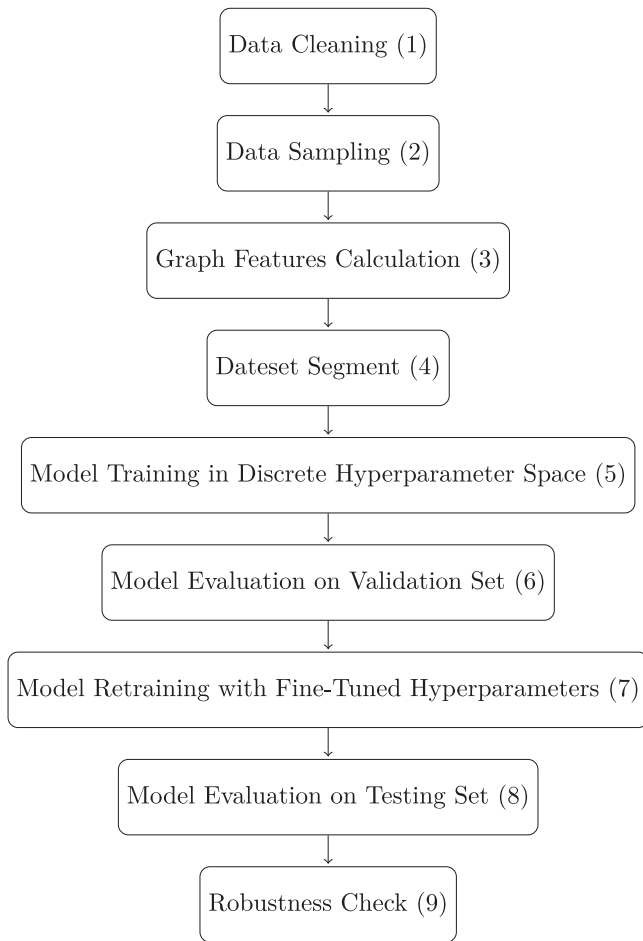 Data Cleaning (1)
Data Sampling (2)
Graph Features Calculation (3)
Dateset Segment (4)
Model Training in Discrete Hyperparameter Space (5)
Model Evaluation on Validation Set (6)
Model Retraining with Fine-Tuned Hyperparameters (7)
Model Evaluation on Testing Set (8)
Robustness Check (9)